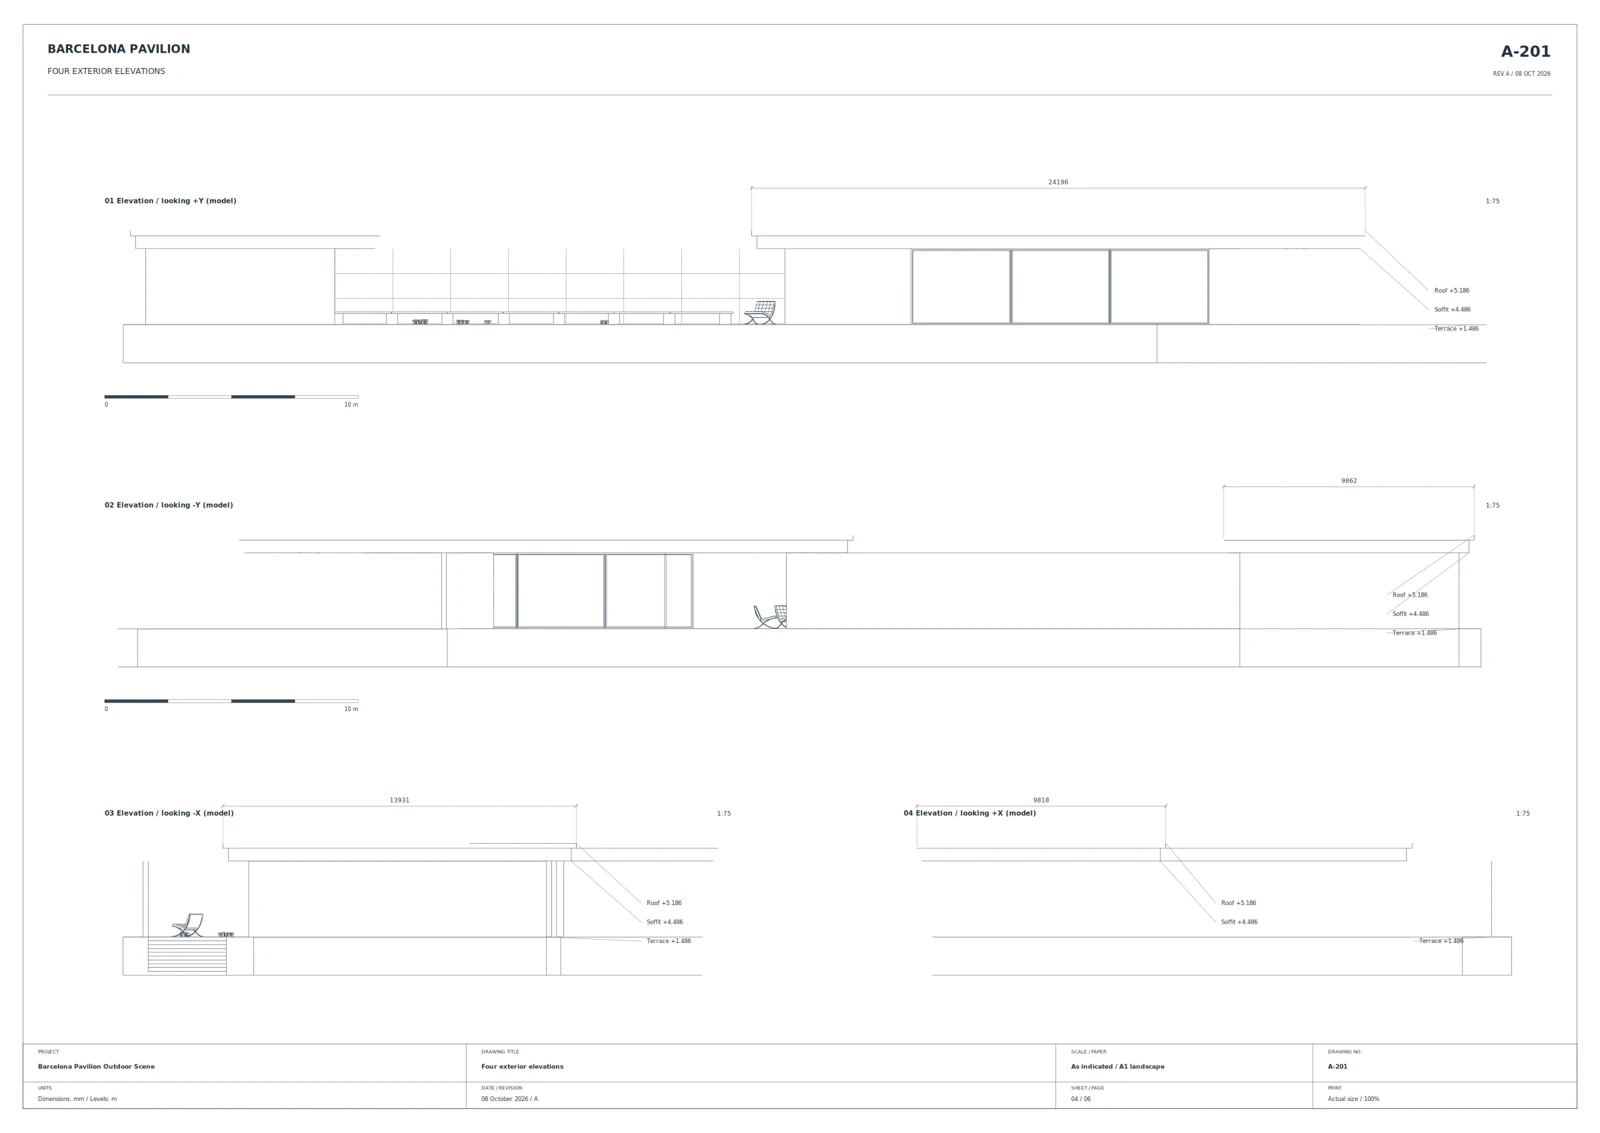 BARCELONA PAVILION
A-201
FOUR EXTERIOR ELEVATIONS
REV A / 08 OCT 2026
24196
01 Elevation / looking +Y (model)
1:75
Roof +5.186
Soffit +4.486
Terrace +1.486
0
10 m
9862
02 Elevation / looking -Y (model)
1:75
Roof +5.186
Soffit +4.486
Terrace +1.486
0
10 m
13931
03 Elevation / looking -X (model)
1:75
Roof +5.186
Soffit +4.486
Terrace +1.486
9818
04 Elevation / looking +X (model)
1:75
Roof +5.186
Soffit +4.486
Terrace +1.486
PROJECT
Barcelona Pavilion Outdoor Scene
DRAWING TITLE
Four exterior elevations
SCALE / PAPER
As indicated / A1 landscape
DRAWING NO.
A-201
UNITS
Dimensions: mm / Levels: m
DATE / REVISION
08 October 2026 / A
SHEET / PAGE
04 / 06
PRINT
Actual size / 100%